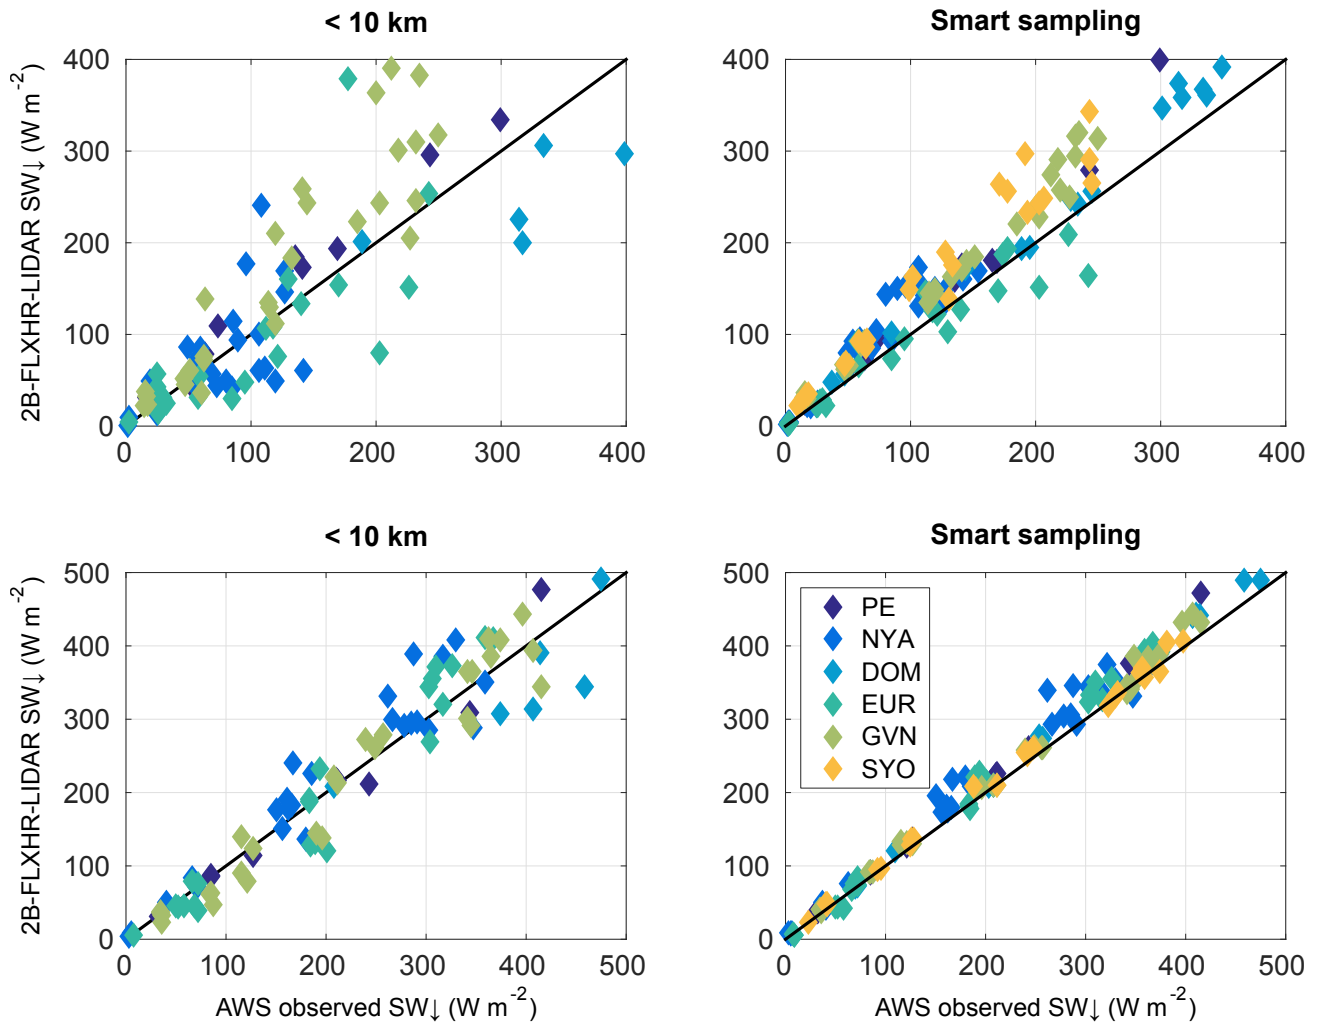 < 10 km
Smart sampling
2B-FLXHR-LIDAR SW↓ (W m⁻²)
400
300
200
100
0
0 100 200 300 400
400
300
200
100
0
0 100 200 300 400
< 10 km
Smart sampling
2B-FLXHR-LIDAR SW↓ (W m⁻²)
500
400
300
200
100
0
0 100 200 300 400 500
AWS observed SW↓ (W m⁻²)
500
400
300
200
100
0
PE
NYA
DOM
EUR
GVN
SYO
0 100 200 300 400 500
AWS observed SW↓ (W m⁻²)